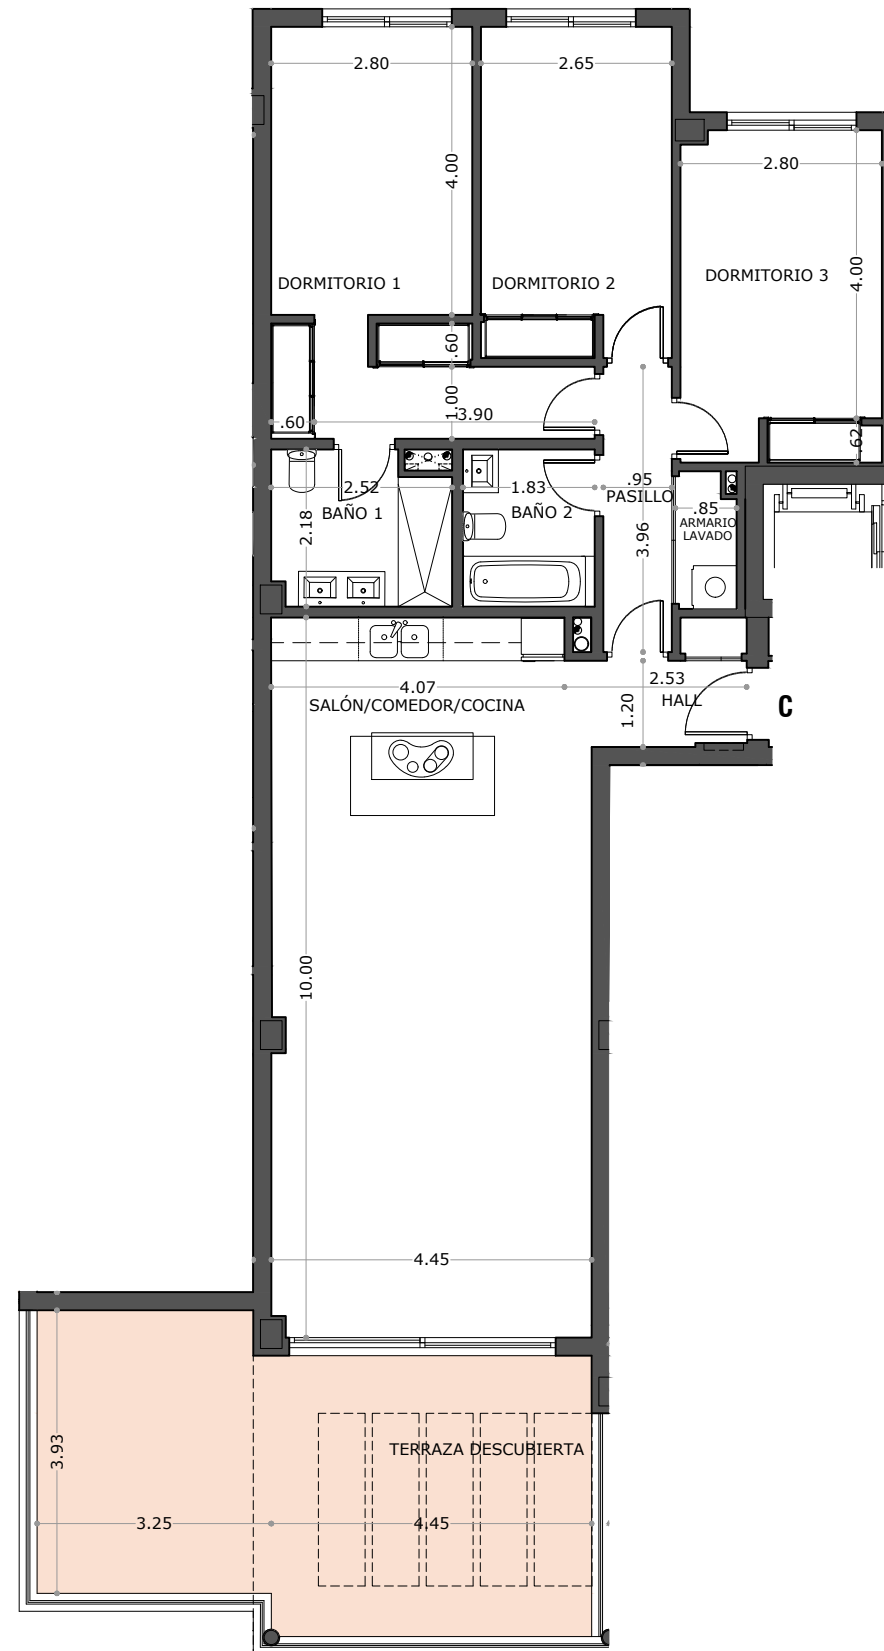 2.80
2.65
4.00
2.80
DORMITORIO 1
DORMITORIO 2
DORMITORIO 3
4.00
.60
1.00
.60
3.90
.62
2.52
1.83
.95
PASILLO
BAÑO 1
BAÑO 2
.85
ARMARIO
LAVADO
2.18
3.96
4.07
2.53
SALÓN/COMEDOR/COCINA
HALL
C
1.20
10.00
4.45
TERRAZA DESCUBIERTA
3.93
3.25
4.45